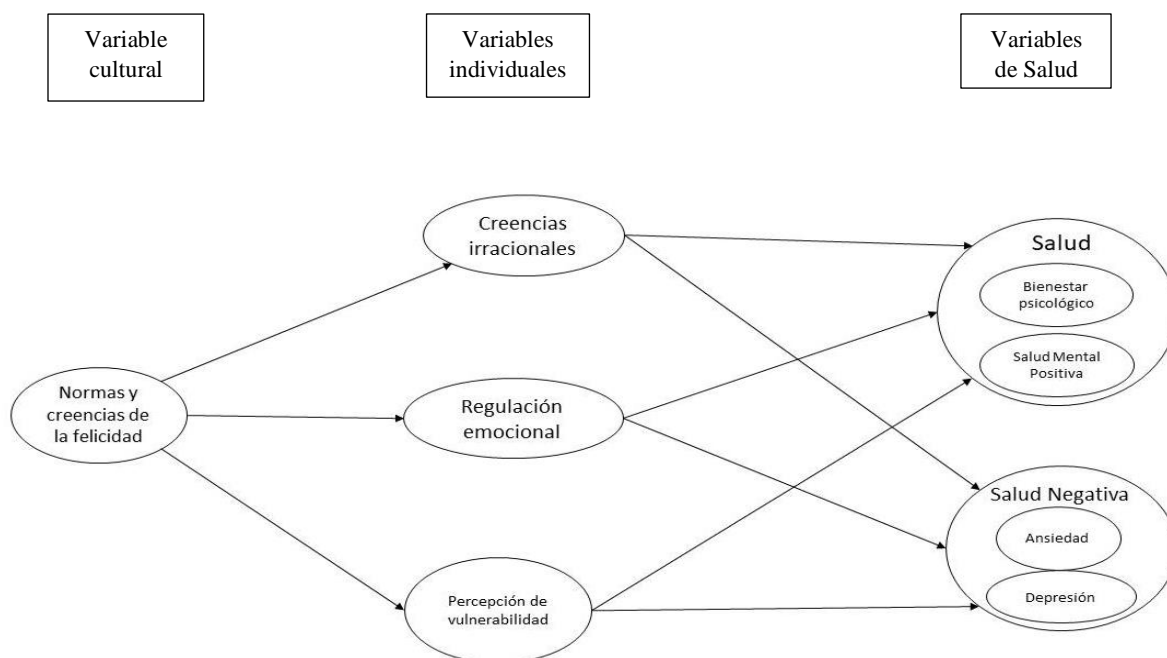 Variable
cultural
Variables
individuales
Variables
de Salud
Creencias
irracionales
Salud
Bienestar
psicológico
Salud Mental
Positiva
Normas y
creencias de
la felicidad
Regulación
emocional
Salud Negativa
Ansiedad
Depresión
Percepción de
vulnerabilidad